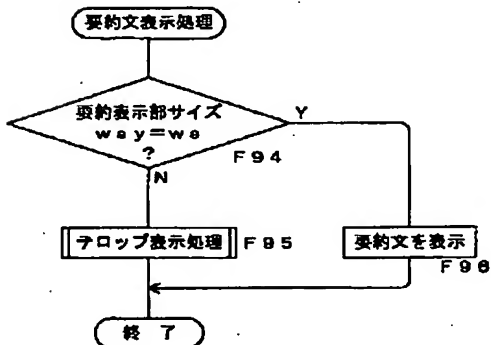 要約文表示処理
要約表示部サイズ
wsy=ws
?
Y
F94
N
テロップ表示処理
F95
要約文を表示
F96
終了